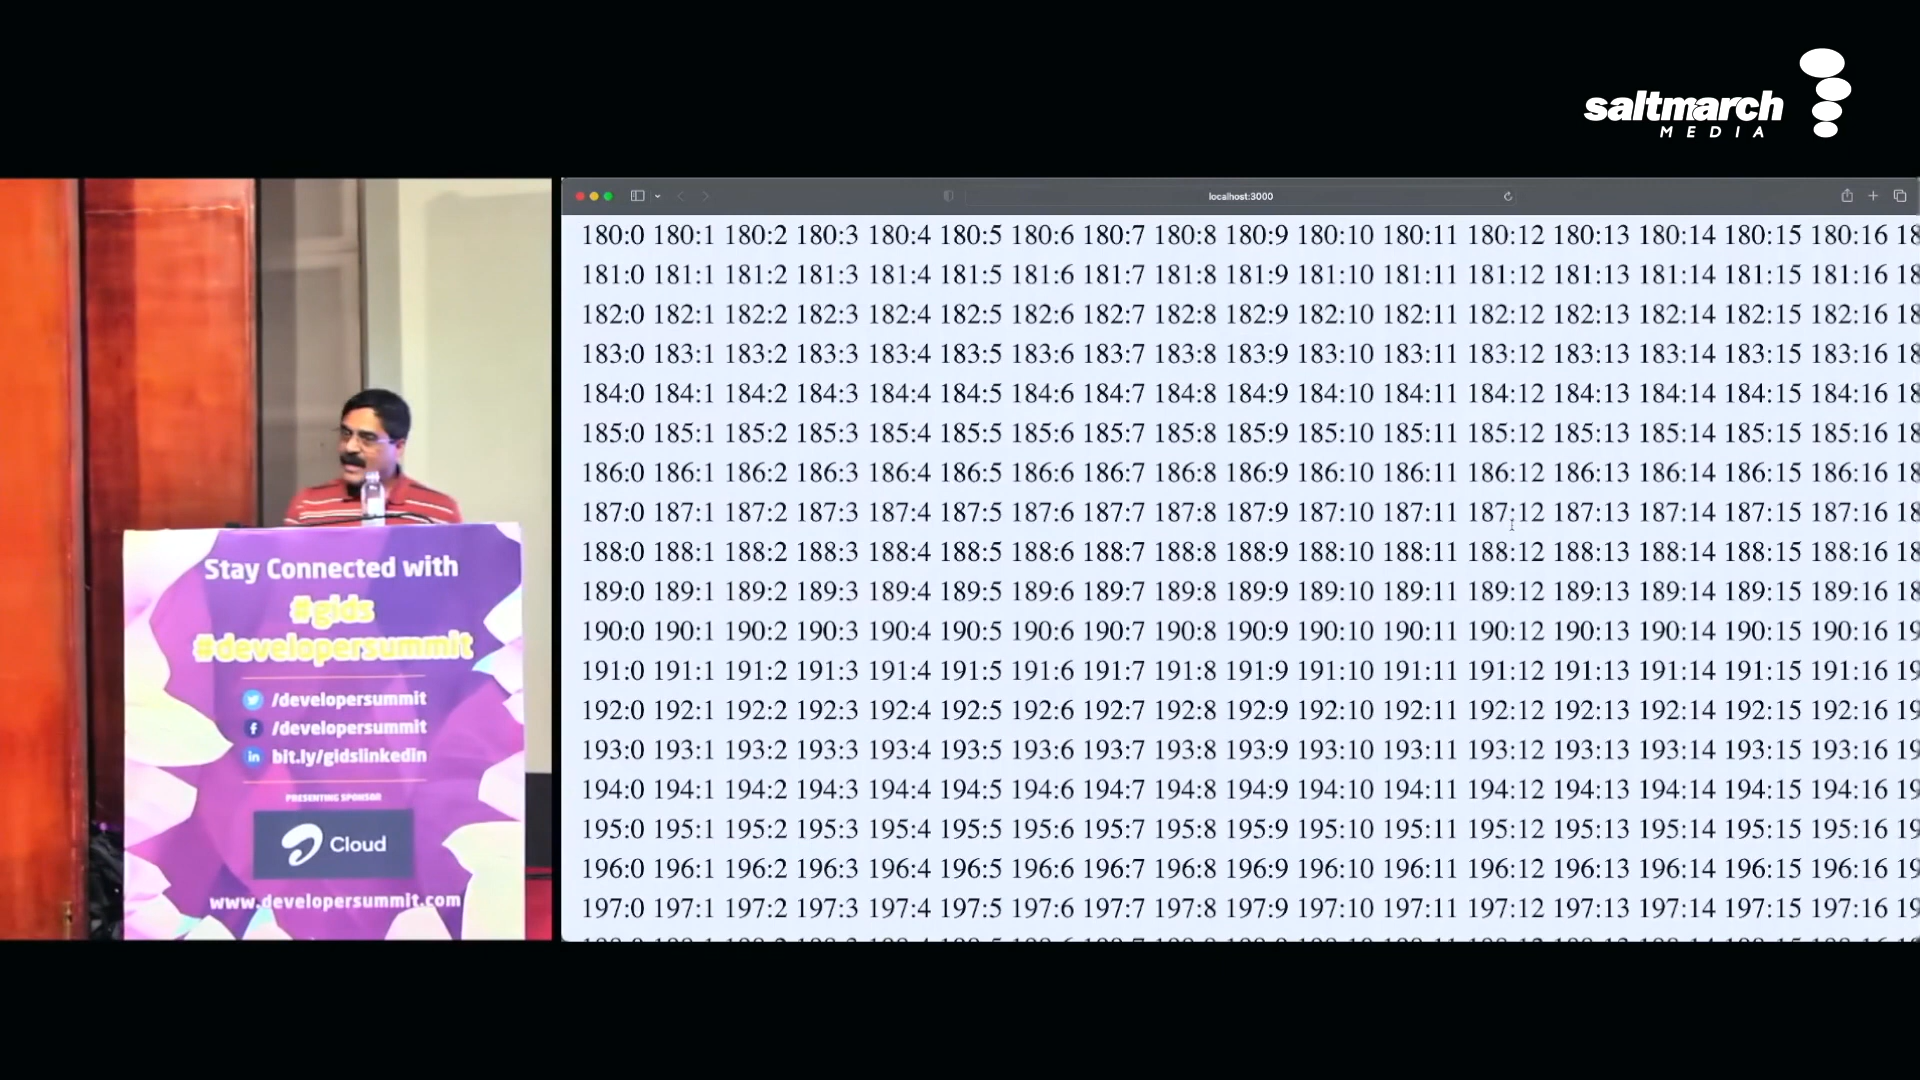 saltmarch
MEDIA
localhost:3000
180:0 180:1 180:2 180:3 180:4 180:5 180:6 180:7 180:8 180:9 180:10 180:11 180:12 180:13 180:14 180:15 180:16 18
181:0 181:1 181:2 181:3 181:4 181:5 181:6 181:7 181:8 181:9 181:10 181:11 181:12 181:13 181:14 181:15 181:16 18
182:0 182:1 182:2 182:3 182:4 182:5 182:6 182:7 182:8 182:9 182:10 182:11 182:12 182:13 182:14 182:15 182:16 18
183:0 183:1 183:2 183:3 183:4 183:5 183:6 183:7 183:8 183:9 183:10 183:11 183:12 183:13 183:14 183:15 183:16 18
184:0 184:1 184:2 184:3 184:4 184:5 184:6 184:7 184:8 184:9 184:10 184:11 184:12 184:13 184:14 184:15 184:16 18
185:0 185:1 185:2 185:3 185:4 185:5 185:6 185:7 185:8 185:9 185:10 185:11 185:12 185:13 185:14 185:15 185:16 18
186:0 186:1 186:2 186:3 186:4 186:5 186:6 186:7 186:8 186:9 186:10 186:11 186:12 186:13 186:14 186:15 186:16 18
187:0 187:1 187:2 187:3 187:4 187:5 187:6 187:7 187:8 187:9 187:10 187:11 187:12 187:13 187:14 187:15 187:16 18
188:0 188:1 188:2 188:3 188:4 188:5 188:6 188:7 188:8 188:9 188:10 188:11 188:12 188:13 188:14 188:15 188:16 18
189:0 189:1 189:2 189:3 189:4 189:5 189:6 189:7 189:8 189:9 189:10 189:11 189:12 189:13 189:14 189:15 189:16 18
190:0 190:1 190:2 190:3 190:4 190:5 190:6 190:7 190:8 190:9 190:10 190:11 190:12 190:13 190:14 190:15 190:16 19
191:0 191:1 191:2 191:3 191:4 191:5 191:6 191:7 191:8 191:9 191:10 191:11 191:12 191:13 191:14 191:15 191:16 19
192:0 192:1 192:2 192:3 192:4 192:5 192:6 192:7 192:8 192:9 192:10 192:11 192:12 192:13 192:14 192:15 192:16 19
193:0 193:1 193:2 193:3 193:4 193:5 193:6 193:7 193:8 193:9 193:10 193:11 193:12 193:13 193:14 193:15 193:16 19
194:0 194:1 194:2 194:3 194:4 194:5 194:6 194:7 194:8 194:9 194:10 194:11 194:12 194:13 194:14 194:15 194:16 19
195:0 195:1 195:2 195:3 195:4 195:5 195:6 195:7 195:8 195:9 195:10 195:11 195:12 195:13 195:14 195:15 195:16 19
196:0 196:1 196:2 196:3 196:4 196:5 196:6 196:7 196:8 196:9 196:10 196:11 196:12 196:13 196:14 196:15 196:16 19
197:0 197:1 197:2 197:3 197:4 197:5 197:6 197:7 197:8 197:9 197:10 197:11 197:12 197:13 197:14 197:15 197:16 19
Stay Connected with
#gids
#developersummit
/developersummit
/developersummit
bit.ly/gidslinkedin
PRESENTING SPONSOR
Cloud
www.developersummit.com